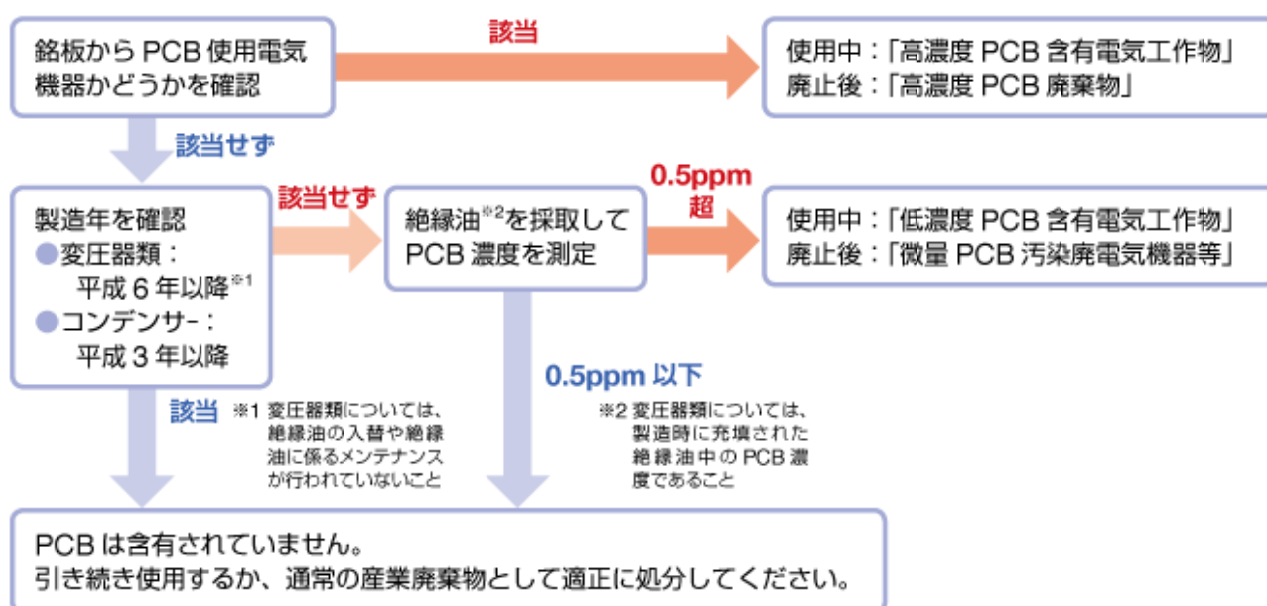 銘板から PCB 使用電気
機器かどうかを確認
該当
使用中：「高濃度 PCB 含有電気工作物」
廃止後：「高濃度 PCB 廃棄物」
該当せず
製造年を確認
●変圧器類：
平成 6 年以降※1
●コンデンサｰ：
平成 3 年以降
該当せず
絶縁油※2を採取して
PCB 濃度を測定
0.5ppm
超
使用中：「低濃度 PCB 含有電気工作物」
廃止後：「微量 PCB 汚染廃電気機器等」
該当
※1 変圧器類については、
絶縁油の入替や絶縁
油に係るメンテナンス
が行われていないこと
0.5ppm 以下
※2 変圧器類については、
製造時に充填された
絶縁油中の PCB 濃
度であること
PCB は含有されていません。
引き続き使用するか、通常の産業廃棄物として適正に処分してください。